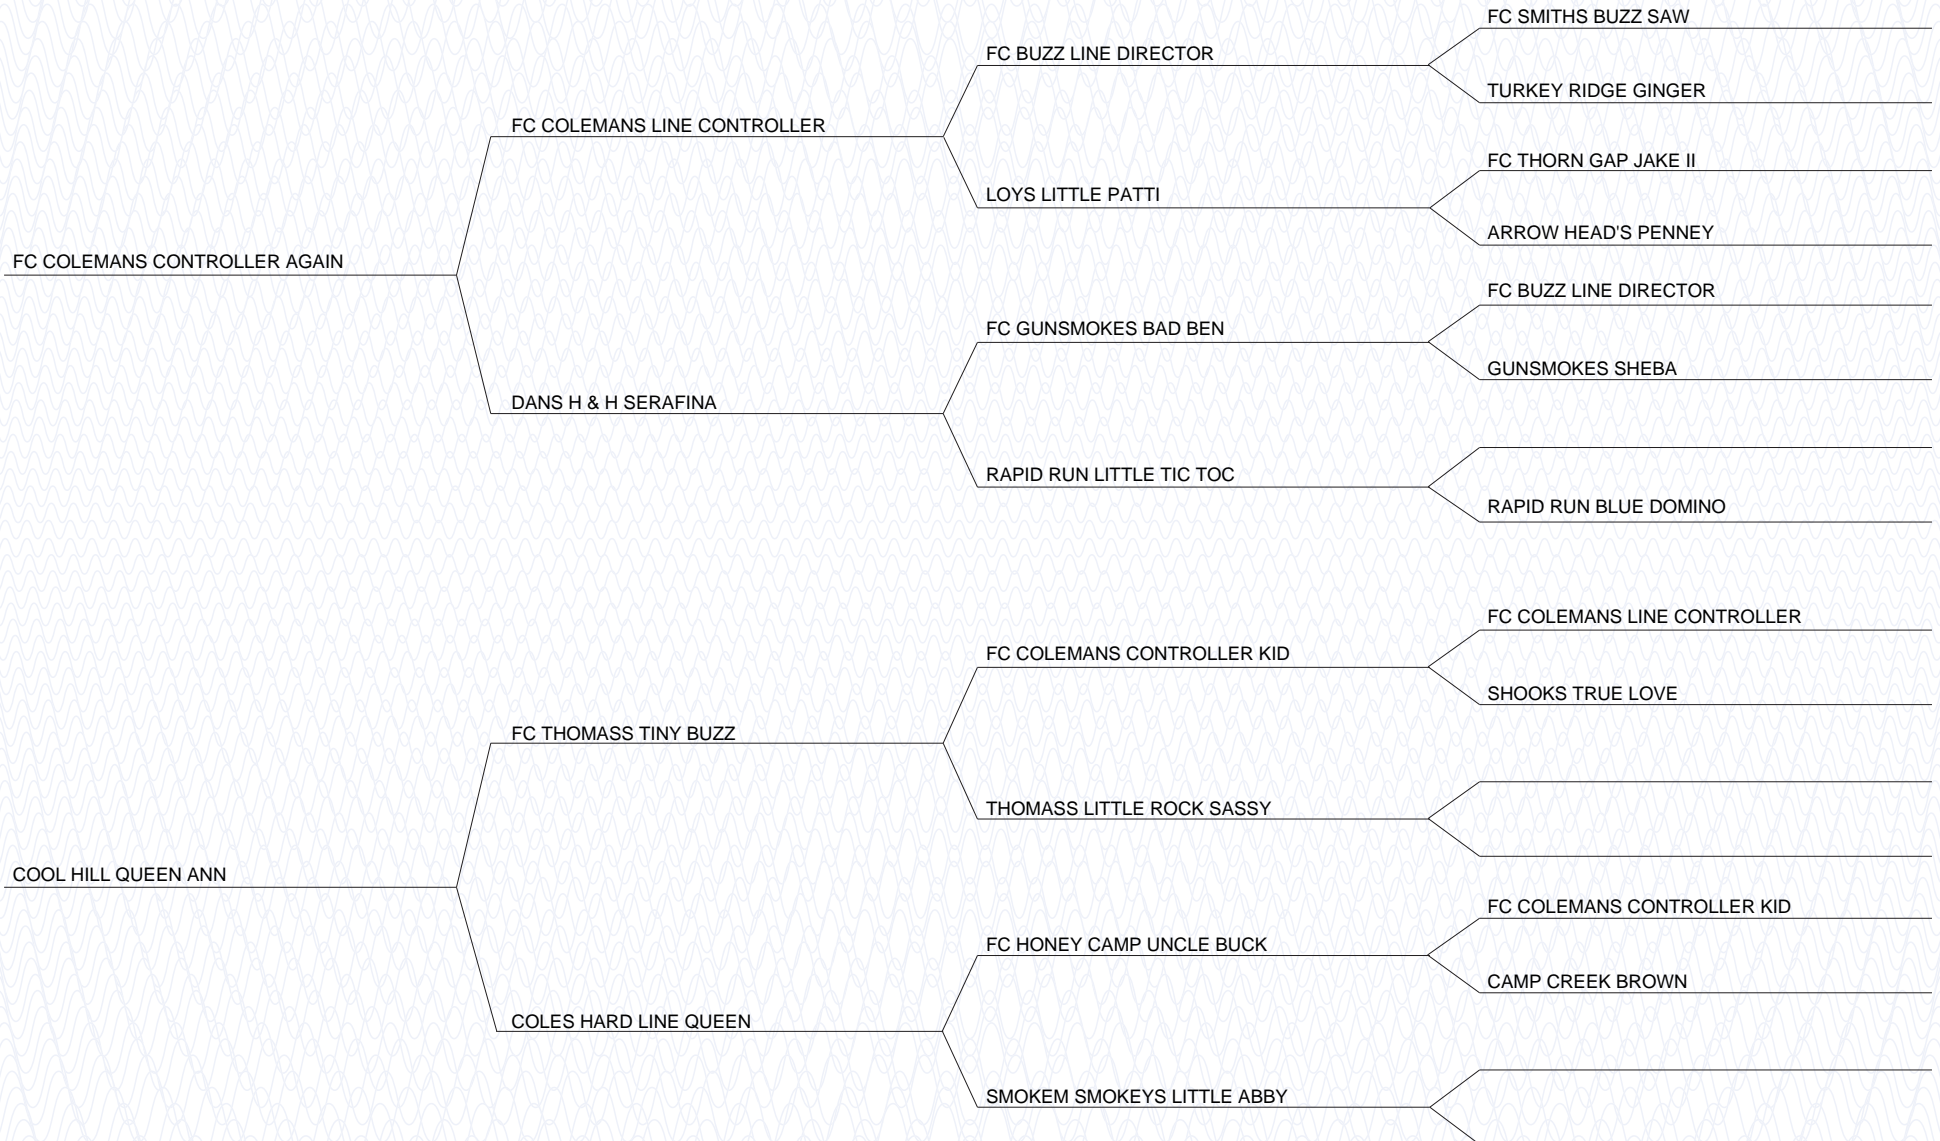 FC SMITHS BUZZ SAW
FC BUZZ LINE DIRECTOR
TURKEY RIDGE GINGER
FC COLEMANS LINE CONTROLLER
FC THORN GAP JAKE II
LOYS LITTLE PATTI
ARROW HEAD'S PENNEY
FC COLEMANS CONTROLLER AGAIN
FC BUZZ LINE DIRECTOR
FC GUNSMOKES BAD BEN
GUNSMOKES SHEBA
DANS H & H SERAFINA
RAPID RUN LITTLE TIC TOC
RAPID RUN BLUE DOMINO
FC COLEMANS LINE CONTROLLER
FC COLEMANS CONTROLLER KID
SHOOKS TRUE LOVE
FC THOMASS TINY BUZZ
THOMASS LITTLE ROCK SASSY
COOL HILL QUEEN ANN
FC COLEMANS CONTROLLER KID
FC HONEY CAMP UNCLE BUCK
CAMP CREEK BROWN
COLES HARD LINE QUEEN
SMOKEM SMOKEYS LITTLE ABBY